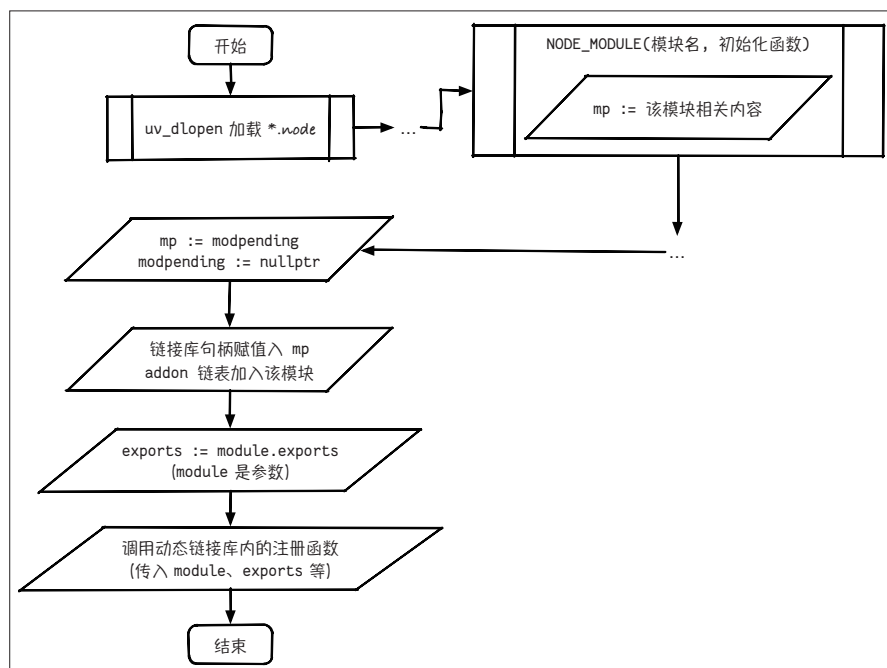 开始
uv_dlopen 加载 *.node
...
NODE_MODULE(模块名, 初始化函数)
mp := 该模块相关内容
...
mp := modpending
modpending := nullptr
链接库句柄赋值入 mp
addon 链表加入该模块
exports := module.exports
(module 是参数)
调用动态链接库内的注册函数
(传入 module、exports 等)
结束